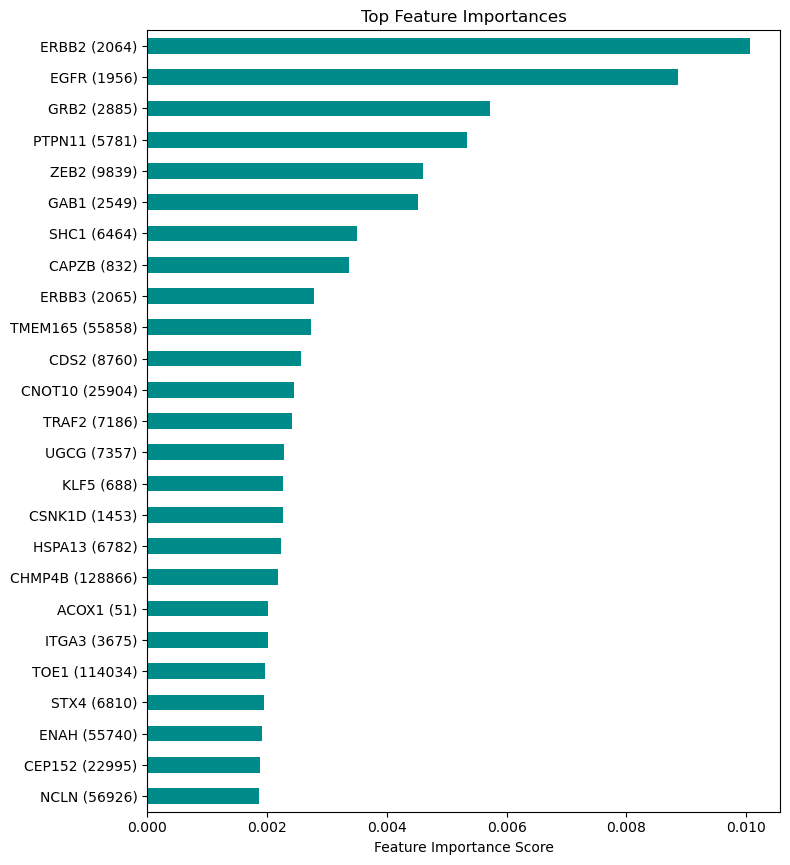 Top Feature Importances
ERBB2 (2064)
EGFR (1956)
GRB2 (2885)
PTPN11 (5781)
ZEB2 (9839)
GAB1 (2549)
SHC1 (6464)
CAPZB (832)
ERBB3 (2065)
TMEM165 (55858)
CDS2 (8760)
CNOT10 (25904)
TRAF2 (7186)
UGCG (7357)
KLF5 (688)
CSNK1D (1453)
HSPA13 (6782)
CHMP4B (128866)
ACOX1 (51)
ITGA3 (3675)
TOE1 (114034)
STX4 (6810)
ENAH (55740)
CEP152 (22995)
NCLN (56926)
0.000 0.002 0.004 0.006 0.008 0.010
Feature Importance Score